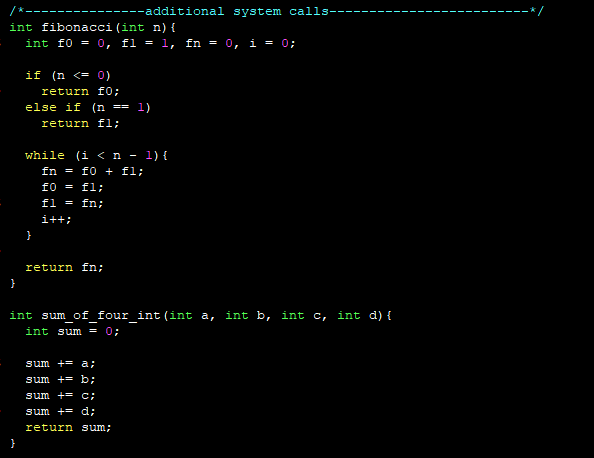 /*---------------additional system calls-------------------------*/
int fibonacci(int n){
  int f0 = 0, f1 = 1, fn = 0, i = 0;

  if (n <= 0)
    return f0;
  else if (n == 1)
    return f1;

  while (i < n - 1){
    fn = f0 + f1;
    f0 = f1;
    f1 = fn;
    i++;
  }

  return fn;
}

int sum_of_four_int(int a, int b, int c, int d){
  int sum = 0;

  sum += a;
  sum += b;
  sum += c;
  sum += d;
  return sum;
}